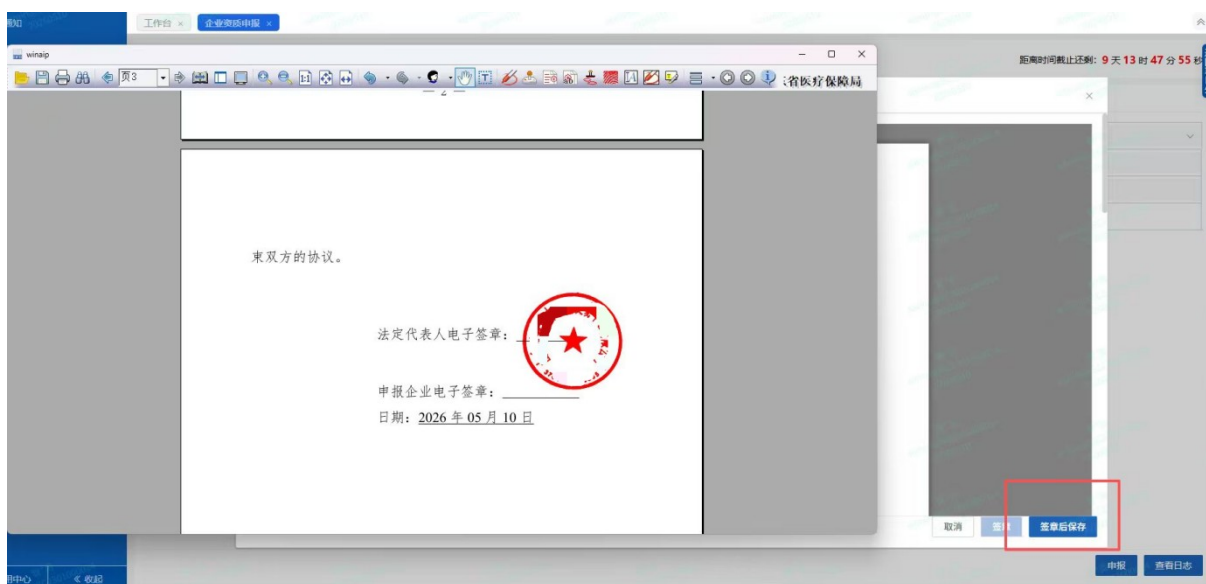 工作台 ×
企业资质申报 ×
winaip
距离时间截止还剩: 9 天 13 时 47 分 55 秒
页3
1:1
省医疗保障局
— 2 —
束双方的协议。
法定代表人电子签章:
申报企业电子签章:
日期: 2026 年 05 月 10 日
取消
签章后保存
申报
查看日志
《 收起